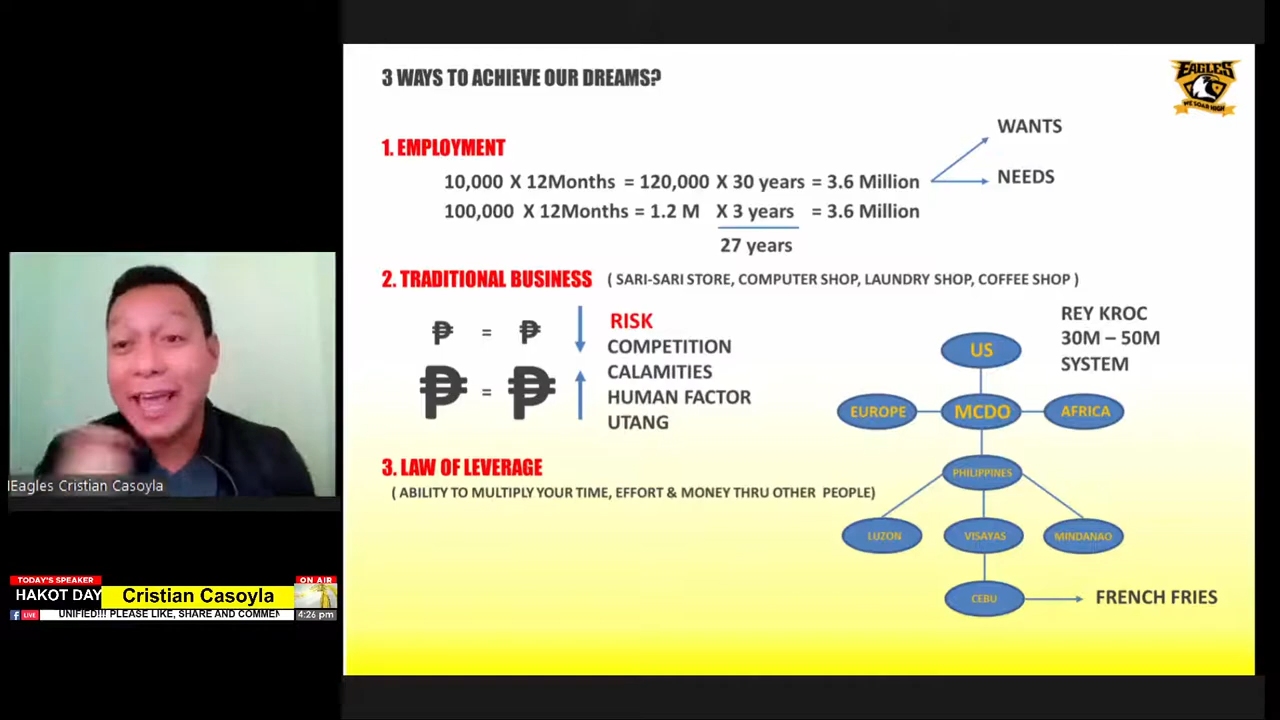 3 WAYS TO ACHIEVE OUR DREAMS?
EAGLES
WE SOAR HIGH
1. EMPLOYMENT
10,000 X 12Months = 120,000 X 30 years = 3.6 Million
WANTS
NEEDS
100,000 X 12Months = 1.2 M X 3 years = 3.6 Million
27 years
2. TRADITIONAL BUSINESS ( SARI-SARI STORE, COMPUTER SHOP, LAUNDRY SHOP, COFFEE SHOP )
₱ = ₱
₱ = ₱
RISK
COMPETITION
CALAMITIES
HUMAN FACTOR
UTANG
REY KROC
30M – 50M
SYSTEM
US
EUROPE MCDO AFRICA
PHILIPPINES
LUZON VISAYAS MINDANAO
CEBU FRENCH FRIES
3. LAW OF LEVERAGE
( ABILITY TO MULTIPLY YOUR TIME, EFFORT & MONEY THRU OTHER PEOPLE)
IEagles Cristian Casoyla
TODAY'S SPEAKER
ON AIR
HAKOT DAY Cristian Casoyla
f LIVE UNIFIED!!! PLEASE LIKE, SHARE AND COMMEN 4:26 pm